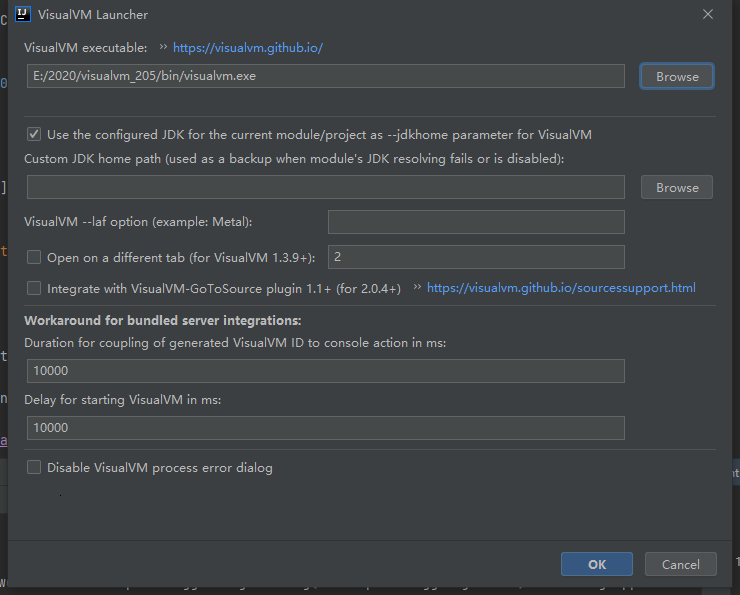 VisualVM Launcher
VisualVM executable: https://visualvm.github.io/
E:/2020/visualvm_205/bin/visualvm.exe
Browse
Use the configured JDK for the current module/project as --jdkhome parameter for VisualVM
Custom JDK home path (used as a backup when module's JDK resolving fails or is disabled):
Browse
VisualVM --laf option (example: Metal):
Open on a different tab (for VisualVM 1.3.9+): 2
Integrate with VisualVM-GoToSource plugin 1.1+ (for 2.0.4+) https://visualvm.github.io/sourcessupport.html
Workaround for bundled server integrations:
Duration for coupling of generated VisualVM ID to console action in ms:
10000
Delay for starting VisualVM in ms:
10000
Disable VisualVM process error dialog
OK Cancel